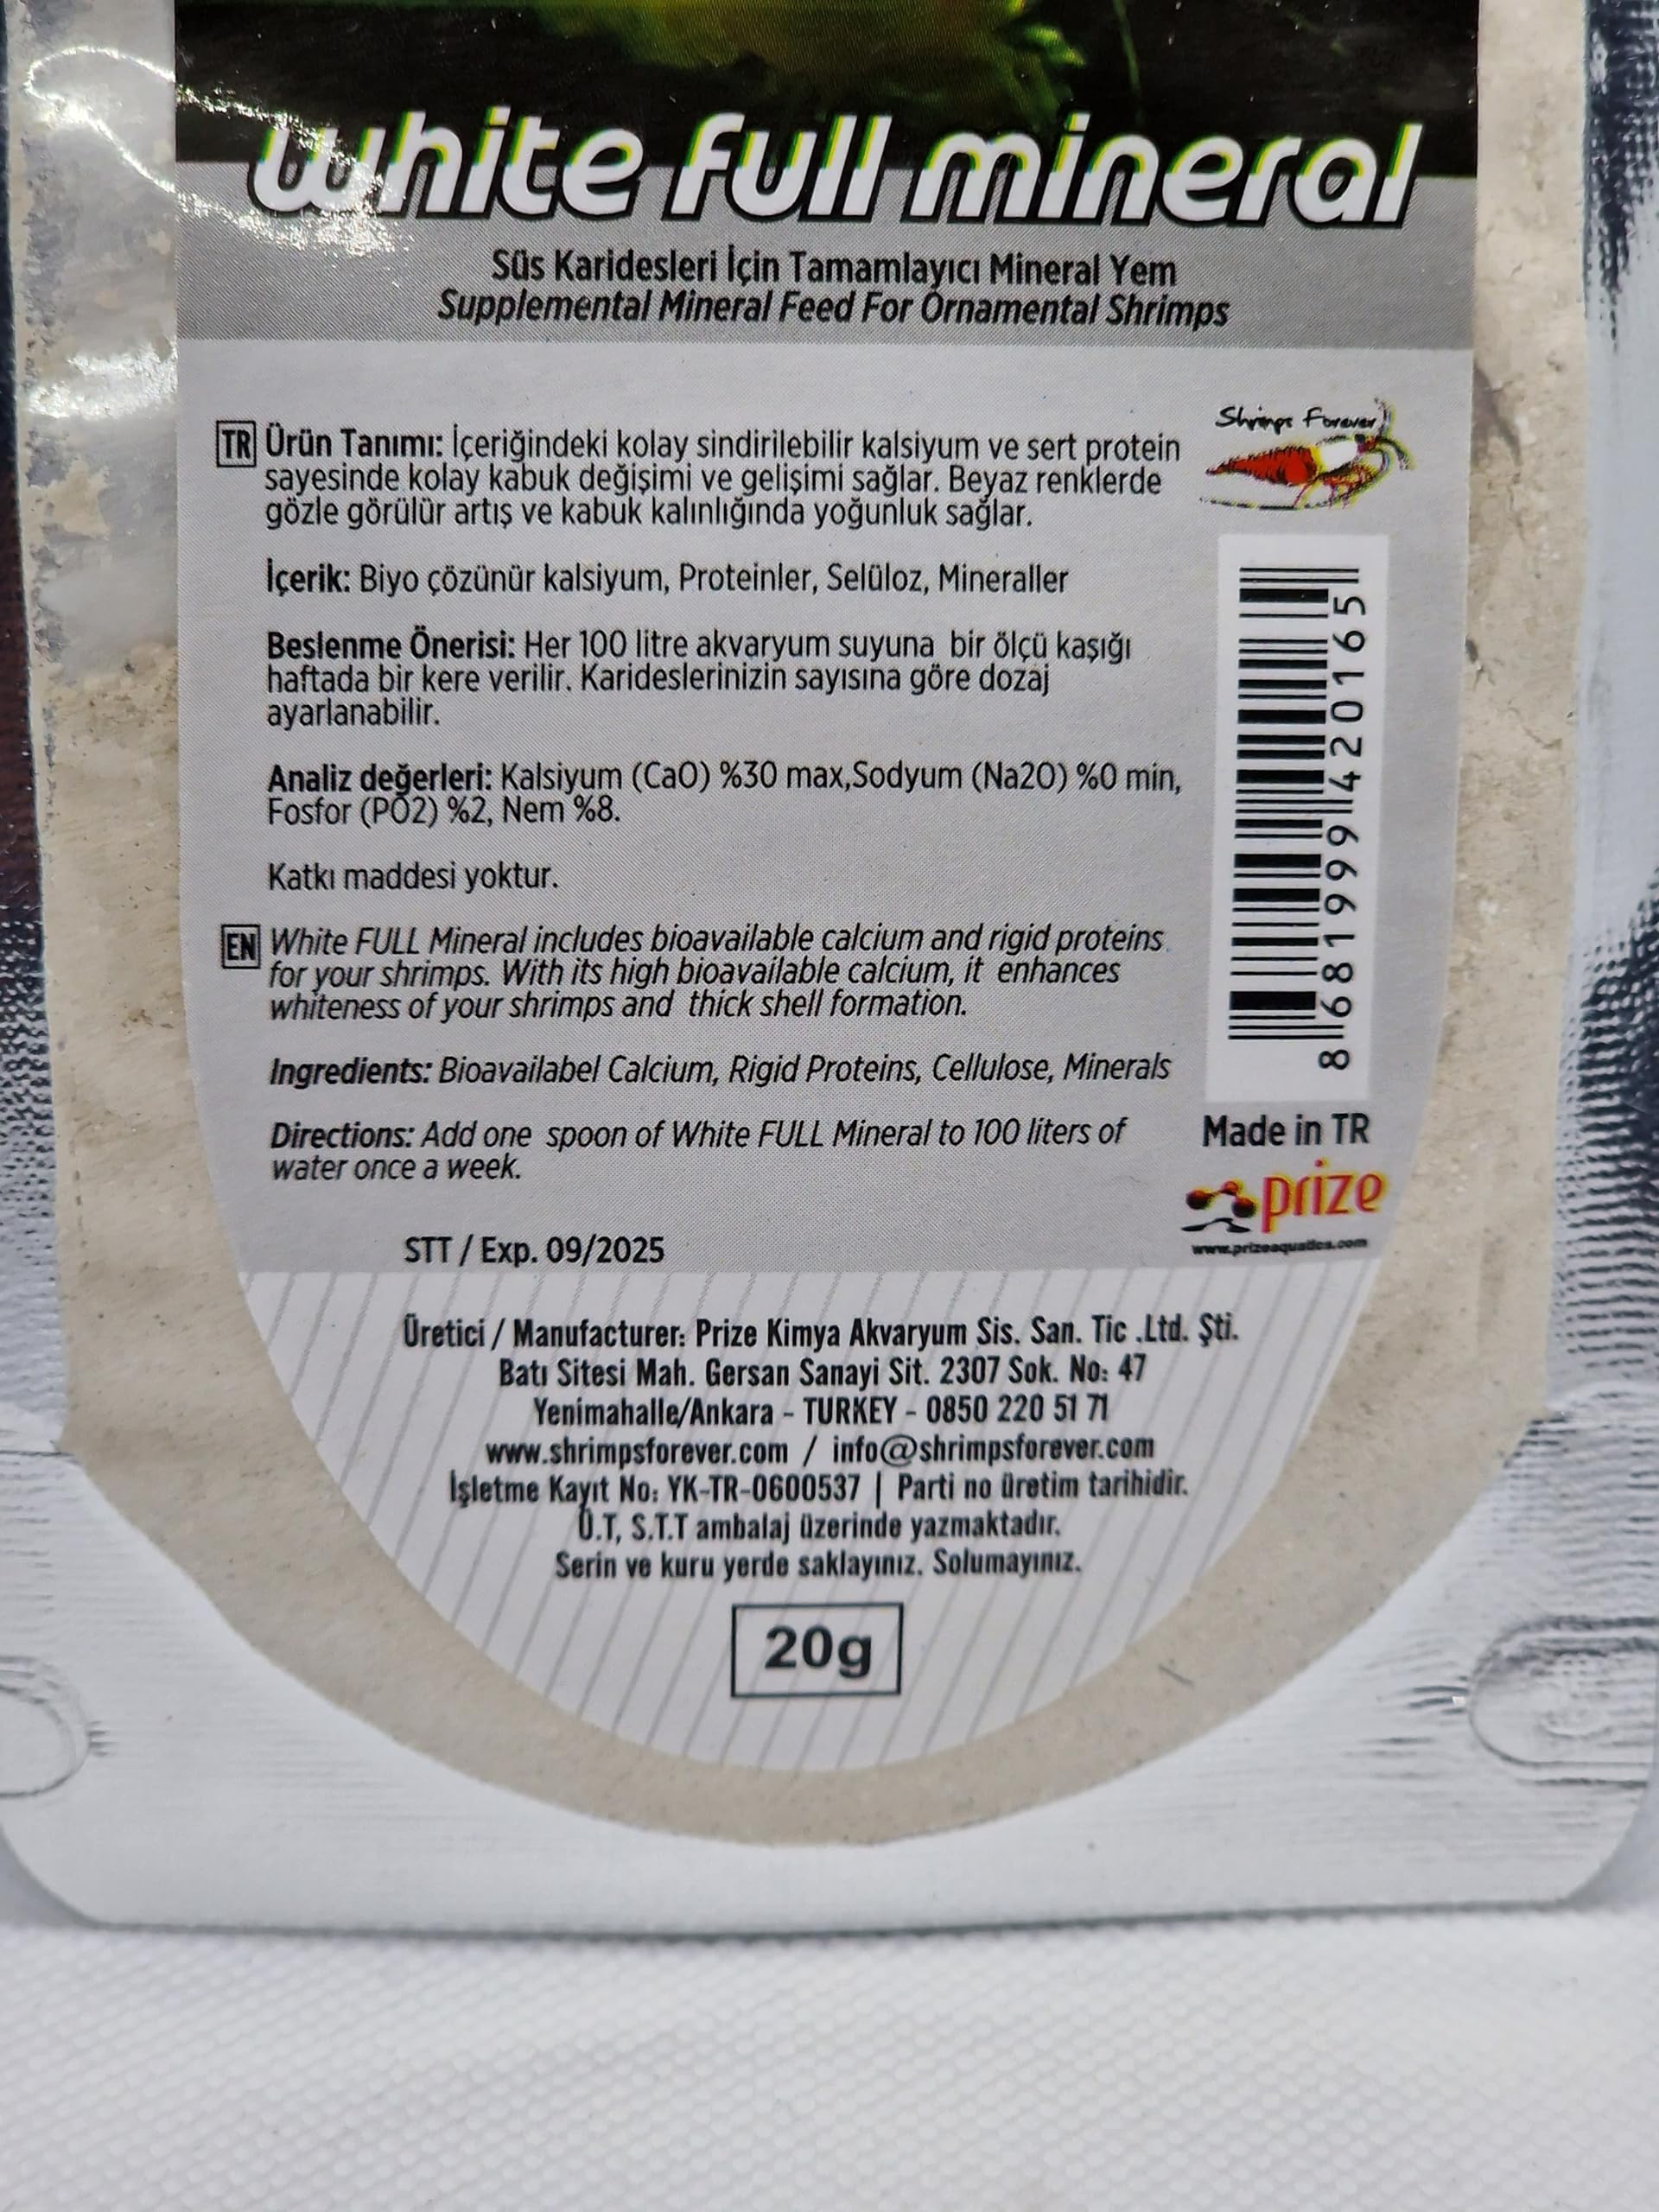 white full mineral
Süs Karidesleri İçin Tamamlayıcı Mineral Yem
Supplemental Mineral Feed For Ornamental Shrimps
Shrimps Forever
TR Ürün Tanımı: İçeriğindeki kolay sindirilebilir kalsiyum ve sert protein
sayesinde kolay kabuk değişimi ve gelişimi sağlar. Beyaz renklerde
gözle görülür artış ve kabuk kalınlığında yoğunluk sağlar.
İçerik: Biyo çözünür kalsiyum, Proteinler, Selüloz, Mineraller
Beslenme Önerisi: Her 100 litre akvaryum suyuna bir ölçü kaşığı
haftada bir kere verilir. Karideslerinizin sayısına göre dozaj
ayarlanabilir.
Analiz değerleri: Kalsiyum (CaO) %30 max,Sodyum (Na2O) %0 min,
Fosfor (PO2) %2, Nem %8.
Katkı maddesi yoktur.
EN White FULL Mineral includes bioavailable calcium and rigid proteins
for your shrimps. With its high bioavailable calcium, it enhances
whiteness of your shrimps and thick shell formation.
Ingredients: Bioavailabel Calcium, Rigid Proteins, Cellulose, Minerals
Directions: Add one spoon of White FULL Mineral to 100 liters of
water once a week.
8681999420165
Made in TR
prize
www.prizeaquatics.com
STT / Exp. 09/2025
Üretici / Manufacturer: Prize Kimya Akvaryum Sis. San. Tic .Ltd. Şti.
Batı Sitesi Mah. Gersan Sanayi Sit. 2307 Sok. No: 47
Yenimahalle/Ankara - TURKEY - 0850 220 51 71
www.shrimpsforever.com / info@shrimpsforever.com
İşletme Kayıt No: YK-TR-0600537 | Parti no üretim tarihidir.
Ü.T, S.T.T ambalaj üzerinde yazmaktadır.
Serin ve kuru yerde saklayınız. Solumayınız.
20g